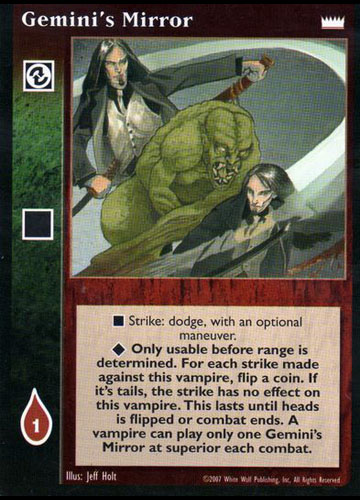 Gemini's Mirror
■ Strike: dodge, with an optional
maneuver.
◆ Only usable before range is
determined. For each strike made
against this vampire, flip a coin. If
it's tails, the strike has no effect on
this vampire. This lasts until heads
is flipped or combat ends. A
vampire can play only one Gemini's
Mirror at superior each combat.
1
Illus: Jeff Holt
©2007 White Wolf Publishing, Inc. All Rights Reserved.